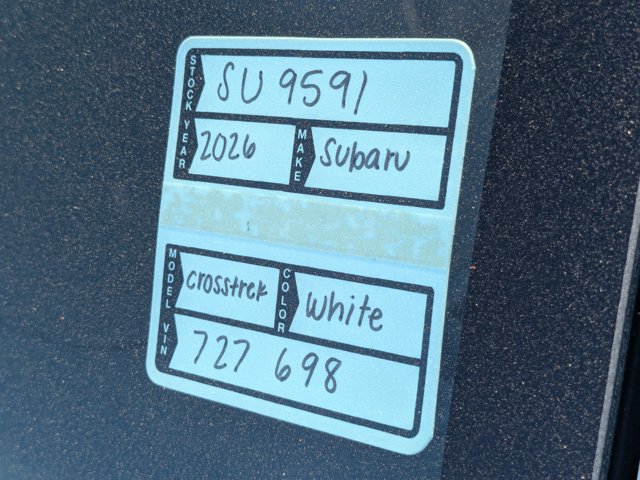 STOCK SU 9591
YEAR 2026 MAKE Subaru
MODEL crosstrek COLOR White
VIN 727 698